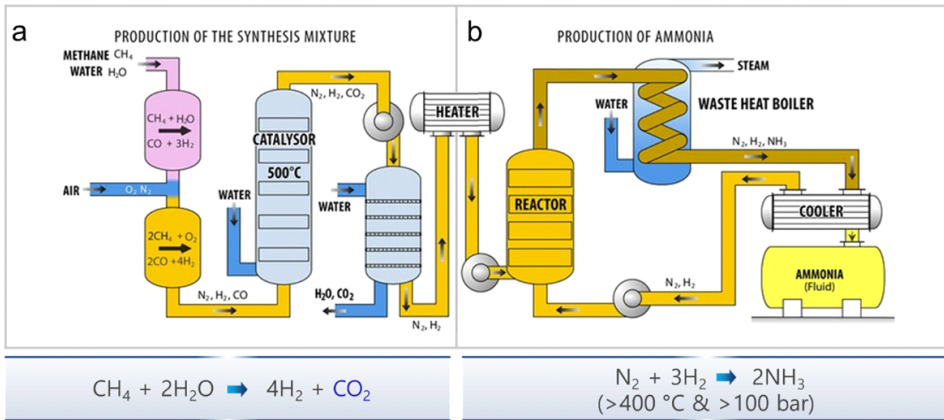 a
PRODUCTION OF THE SYNTHESIS MIXTURE
METHANE CH₄
WATER H₂O
CH₄ + H₂O
CO + 3H₂
AIR
O₂ N₂
2CH₄ + O₂
2CO + 4H₂
N₂, H₂, CO
WATER
CATALYSOR
500°C
N₂, H₂, CO₂
WATER
H₂O, CO₂
N₂, H₂
HEATER
b
PRODUCTION OF AMMONIA
REACTOR
WATER
STEAM
WASTE HEAT BOILER
N₂, H₂, NH₃
COOLER
AMMONIA
(Fluid)
N₂, H₂
CH₄ + 2H₂O ➡ 4H₂ + CO₂
N₂ + 3H₂ ➡ 2NH₃
(>400 °C & >100 bar)